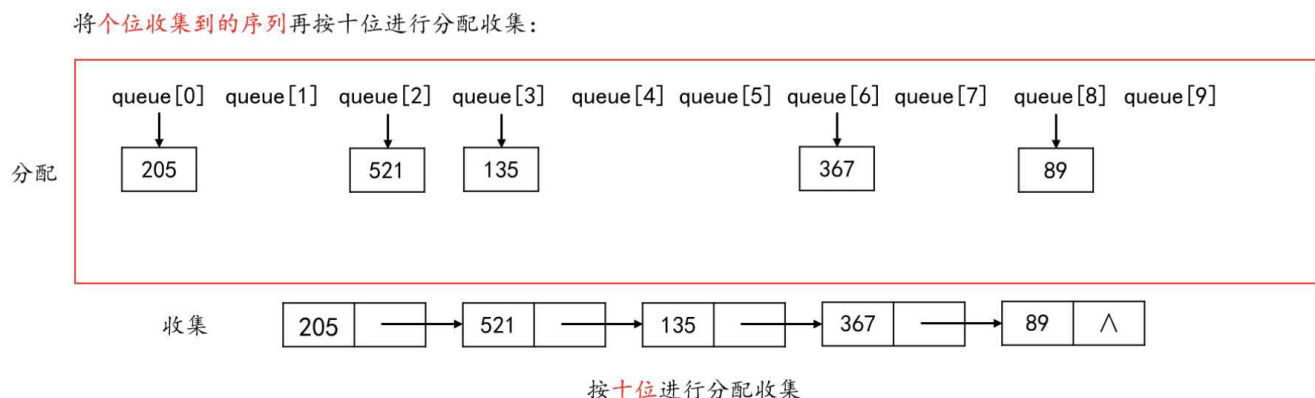 将个位收集到的序列再按十位进行分配收集：
queue[0] queue[1] queue[2] queue[3] queue[4] queue[5] queue[6] queue[7] queue[8] queue[9]
分配 205 521 135 367 89
收集 205 521 135 367 89 ∧
按十位进行分配收集